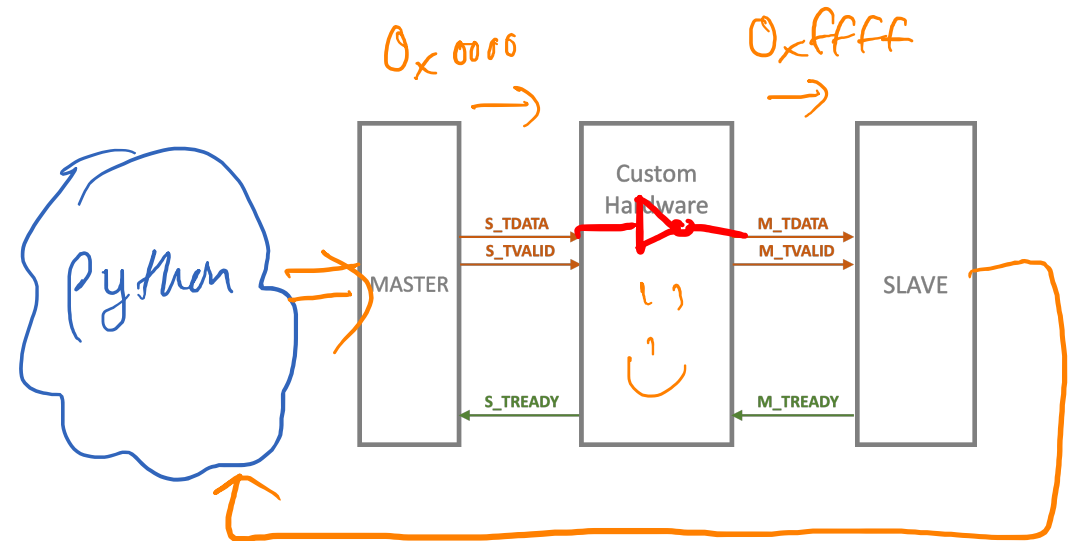 0x0000
0xffff
Custom
Hardware
S_TDATA
M_TDATA
S_TVALID
M_TVALID
python
MASTER
SLAVE
S_TREADY
M_TREADY